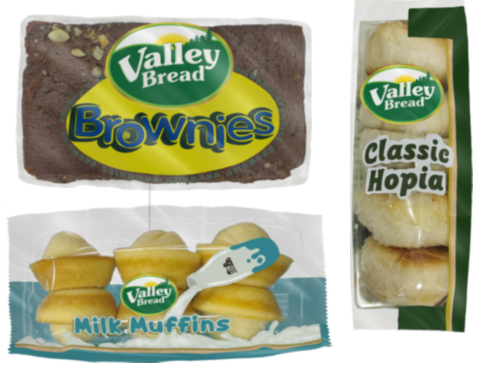 Valley
Bread
Brownies
Valley
Bread
Classic
Hopia
Valley
Bread
Milk Muffins